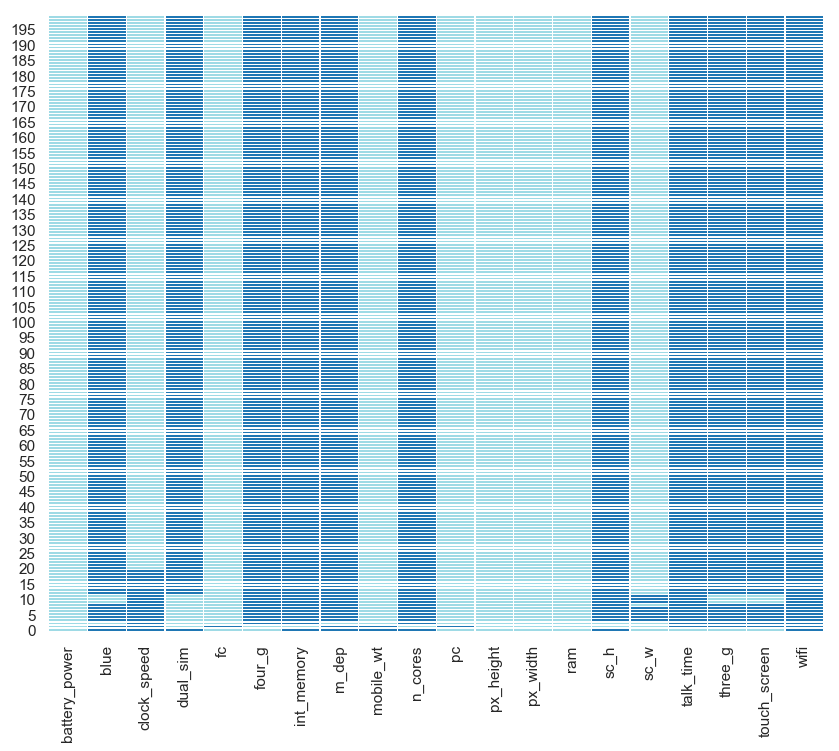 195
190
185
180
175
170
165
160
155
150
145
140
135
130
125
120
115
110
105
100
95
90
85
80
75
70
65
60
55
50
45
40
35
30
25
20
15
10
5
0
battery_power
blue
clock_speed
dual_sim
fc
four_g
int_memory
m_dep
mobile_wt
n_cores
pc
px_height
px_width
ram
sc_h
sc_w
talk_time
three_g
touch_screen
wifi